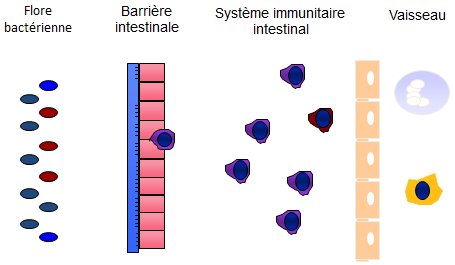 Flore
bactérienne
Barrière
intestinale
Système immunitaire
intestinal
Vaisseau